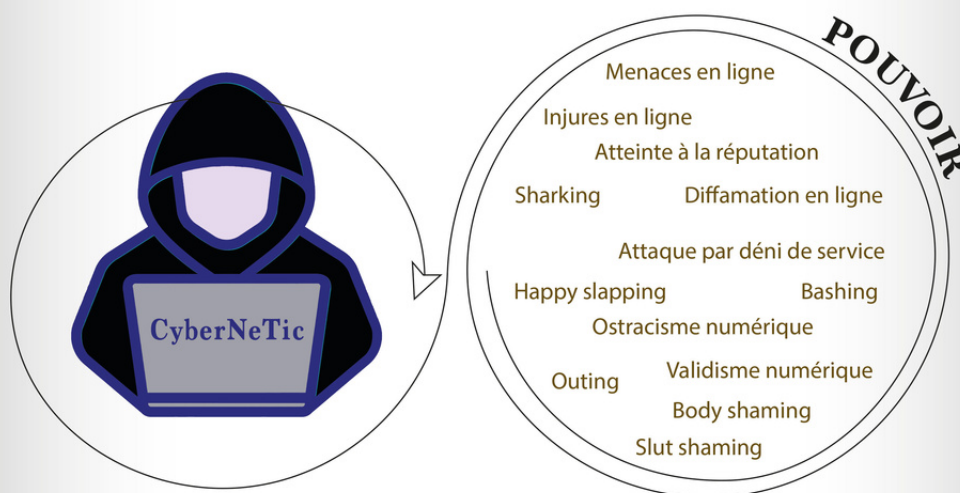 POUVOIR
Menaces en ligne
Injures en ligne
Atteinte à la réputation
Sharking Diffamation en ligne
Attaque par déni de service
Happy slapping Bashing
Ostracisme numérique
Outing Validisme numérique
Body shaming
Slut shaming
CyberNeTic